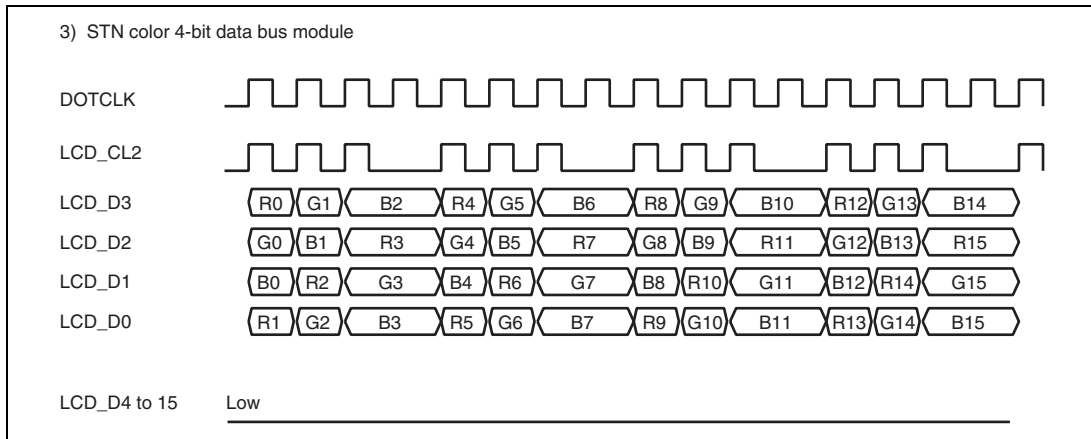 3) STN color 4-bit data bus module
DOTCLK
LCD_CL2
LCD_D3 R0 G1 B2 R4 G5 B6 R8 G9 B10 R12 G13 B14
LCD_D2 G0 B1 R3 G4 B5 R7 G8 B9 R11 G12 B13 R15
LCD_D1 B0 R2 G3 B4 R6 G7 B8 R10 G11 B12 R14 G15
LCD_D0 R1 G2 B3 R5 G6 B7 R9 G10 B11 R13 G14 B15
LCD_D4 to 15 Low